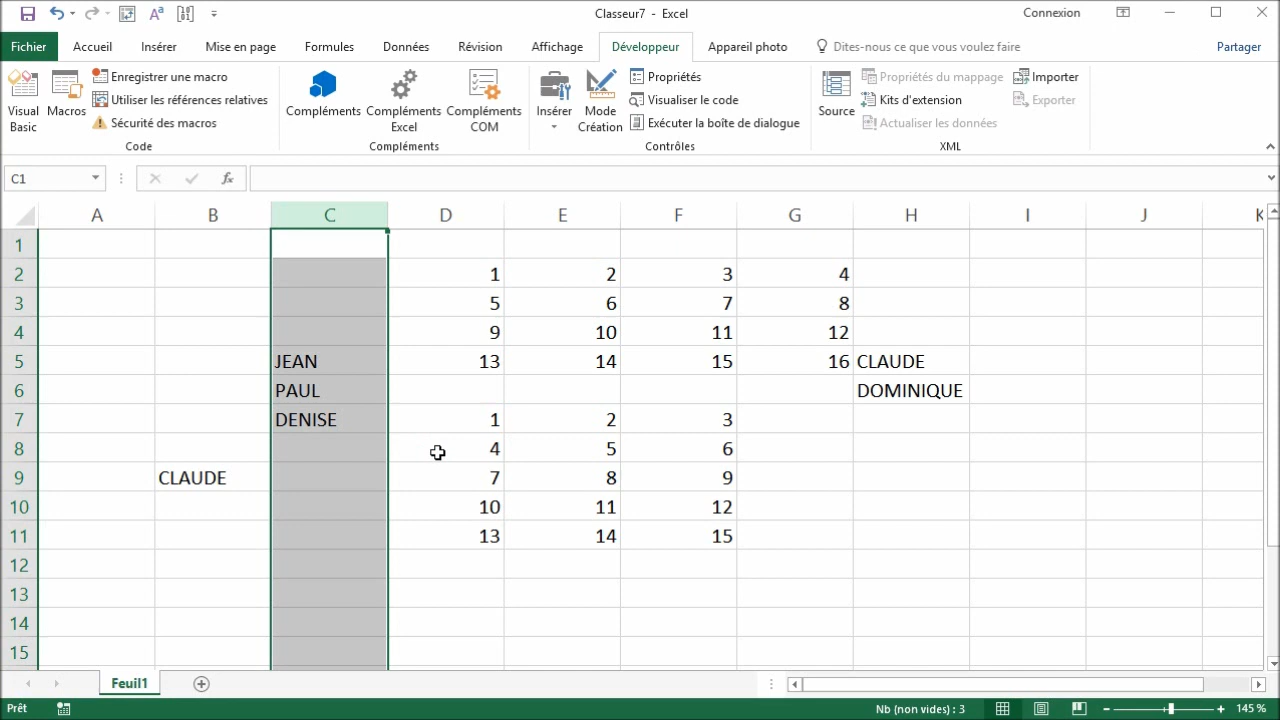 Classeur7 - Excel
Connexion
Fichier Accueil Insérer Mise en page Formules Données Révision Affichage Développeur Appareil photo Dites-nous ce que vous voulez faire Partager
Visual Basic
Macros
Enregistrer une macro
Utiliser les références relatives
Sécurité des macros
Code
Compléments
Compléments Excel
Compléments COM
Compléments
Insérer
Mode Création
Propriétés
Visualiser le code
Exécuter la boîte de dialogue
Contrôles
Source
Propriétés du mappage
Kits d'extension
Actualiser les données
Importer
Exporter
XML
C1
fx
A B C D E F G H I J K
1
2 1 2 3 4
3 5 6 7 8
4 9 10 11 12
5 JEAN 13 14 15 16 CLAUDE
6 PAUL DOMINIQUE
7 DENISE 1 2 3
8 4 5 6
9 CLAUDE 7 8 9
10 10 11 12
11 13 14 15
12
13
14
15
Feuil1
Prêt
Nb (non vides) : 3
145 %